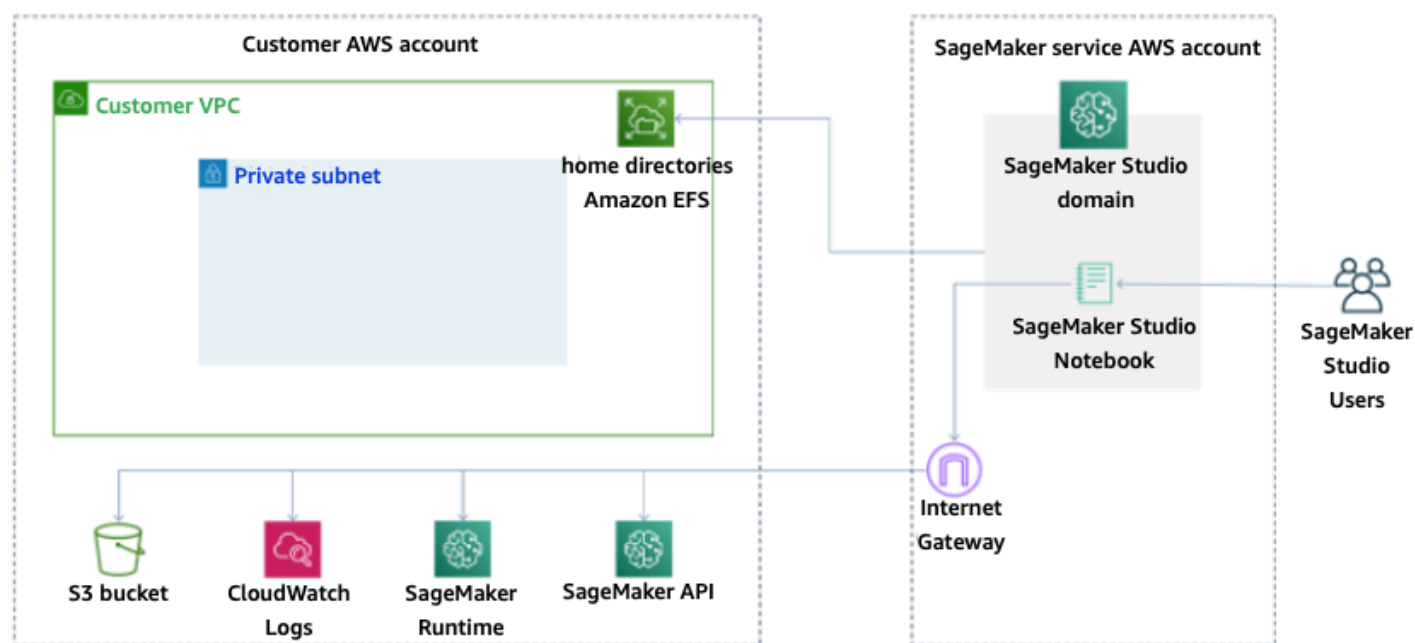 Customer AWS account
SageMaker service AWS account
Customer VPC
Private subnet
home directories
Amazon EFS
SageMaker Studio
domain
SageMaker Studio
Notebook
SageMaker
Studio
Users
Internet
Gateway
S3 bucket
CloudWatch
Logs
SageMaker
Runtime
SageMaker API